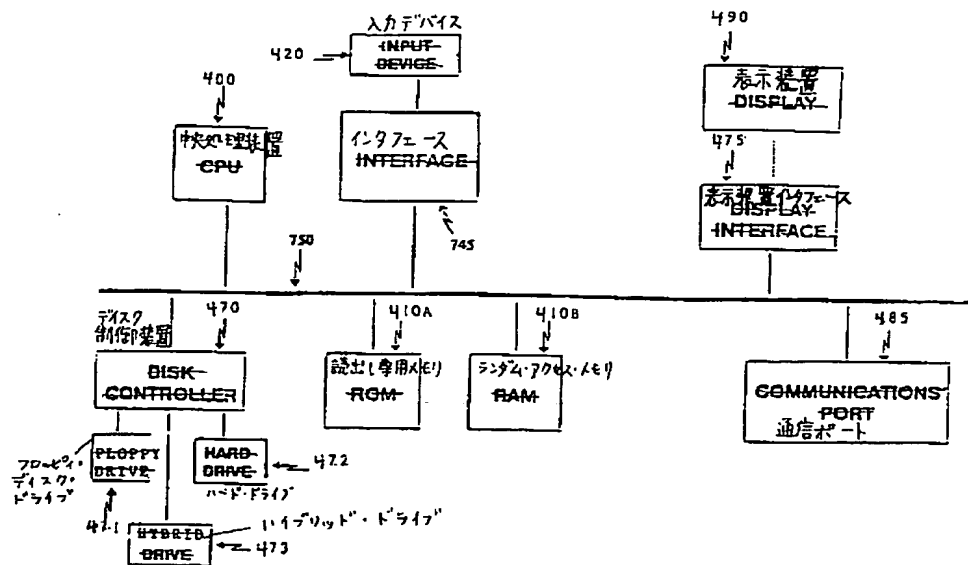 入力デバイス
420
INPUT
DEVICE
490
表示装置
DISPLAY
400
中央処理装置
CPU
インタフェース
INTERFACE
475
表示装置インタフェース
DISPLAY
INTERFACE
745
750
ディスク
制御装置
470
DISK
CONTROLLER
410A
読出し専用メモリ
ROM
410B
ランダム・アクセス・メモリ
RAM
485
COMMUNICATIONS
PORT
通信ポート
フロッピィ・
ディスク・
ドライブ
FLOPPY
DRIVE
471
HARD
DRIVE
472
ハード・ドライブ
HYBRID
DRIVE
ハイブリッド・ドライブ
473